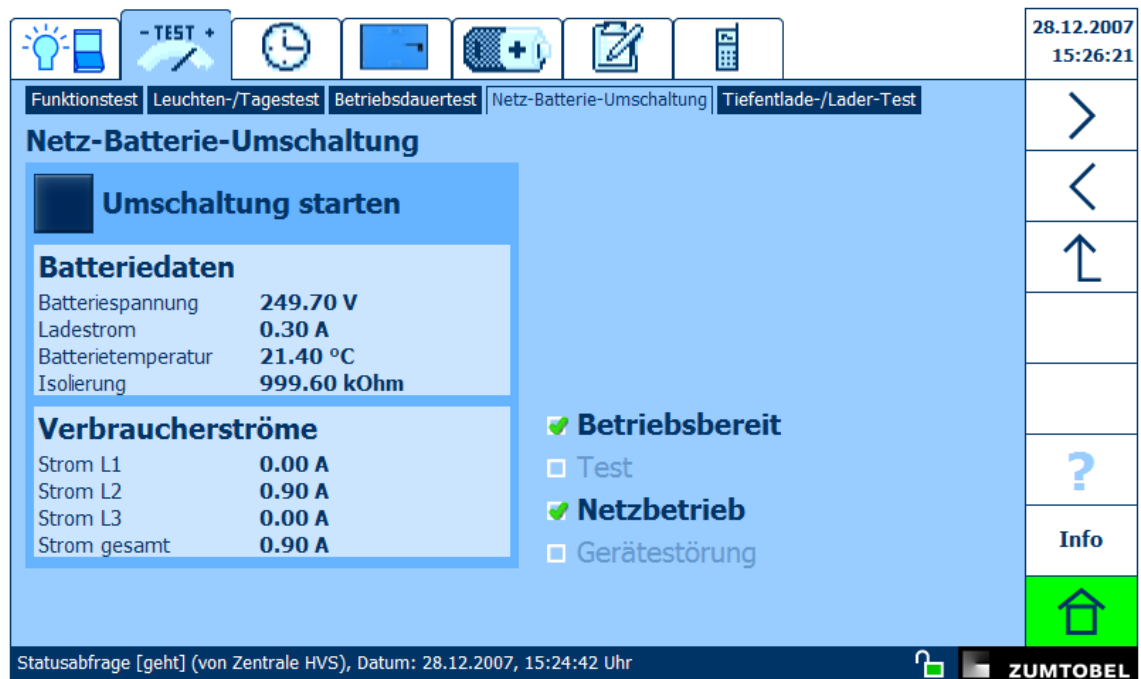 - TEST +
28.12.2007
15:26:21
Funktionstest Leuchten-/Tagestest Betriebsdauertest Netz-Batterie-Umschaltung Tiefentlade-/Lader-Test
Netz-Batterie-Umschaltung
Umschaltung starten
Batteriedaten
Batteriespannung 249.70 V
Ladestrom 0.30 A
Batterietemperatur 21.40 °C
Isolierung 999.60 kOhm
Verbraucherströme
Strom L1 0.00 A
Strom L2 0.90 A
Strom L3 0.00 A
Strom gesamt 0.90 A
Betriebsbereit
Test
Netzbetrieb
Gerätestörung
?
Info
Statusabfrage [geht] (von Zentrale HVS), Datum: 28.12.2007, 15:24:42 Uhr
ZUMTOBEL